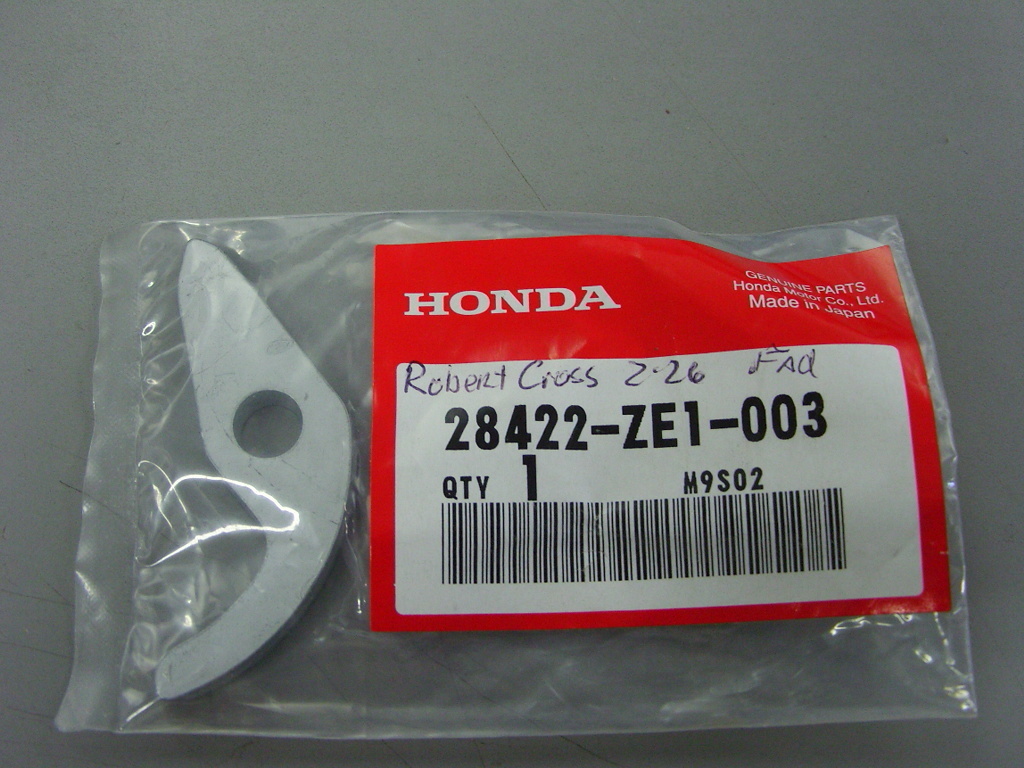 HONDA
GENUINE PARTS
Honda Motor Co., Ltd.
Made in Japan
Robert Cross 2-26 FAd
28422-ZE1-003
QTY 1 M9S02